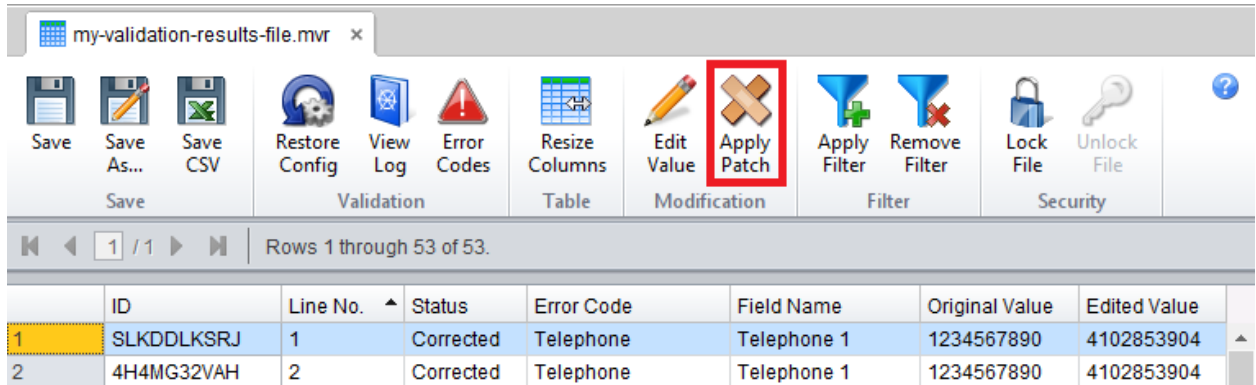 my-validation-results-file.mvr ×
Save Save As... Save CSV Restore Config View Log Error Codes Resize Columns Edit Value Apply Patch Apply Filter Remove Filter Lock File Unlock File ?
Save Validation Table Modification Filter Security
1 / 1 Rows 1 through 53 of 53.
ID Line No. Status Error Code Field Name Original Value Edited Value
1 SLKDDLKSRJ 1 Corrected Telephone Telephone 1 1234567890 4102853904
2 4H4MG32VAH 2 Corrected Telephone Telephone 1 1234567890 4102853904